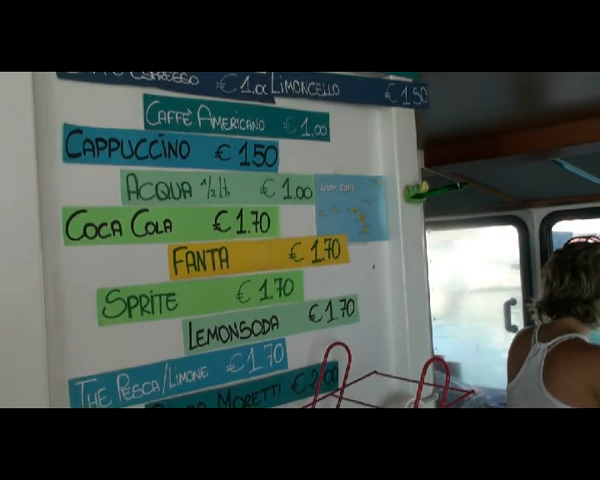 ESPRESSO € 1.00 LIMONCELLO € 1.50
CAFFÈ AMERICANO € 1.00
CAPPUCCINO € 1.50
ACQUA ½ LT. € 1.00
COCA COLA € 1.70
FANTA € 1.70
SPRITE € 1.70
LEMONSODA € 1.70
THE PESCA/LIMONE € 1.70
MORETTI € 2.00